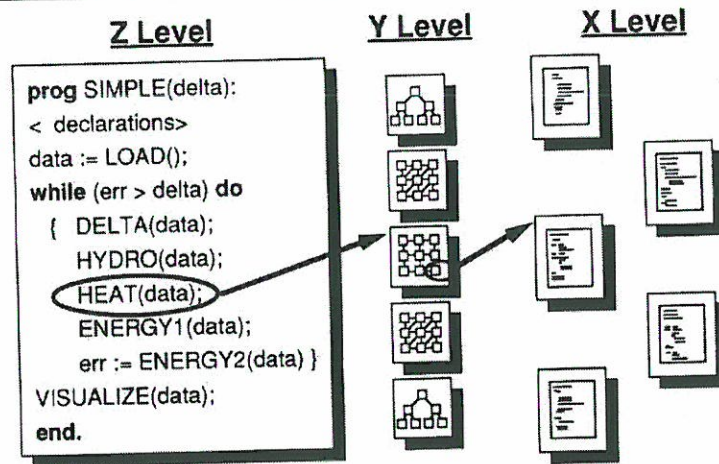 Z Level
Y Level
X Level
prog SIMPLE(delta):
< declarations>
data := LOAD();
while (err > delta) do
{ DELTA(data);
HYDRO(data);
HEAT(data);
ENERGY1(data);
err := ENERGY2(data) }
VISUALIZE(data);
end.